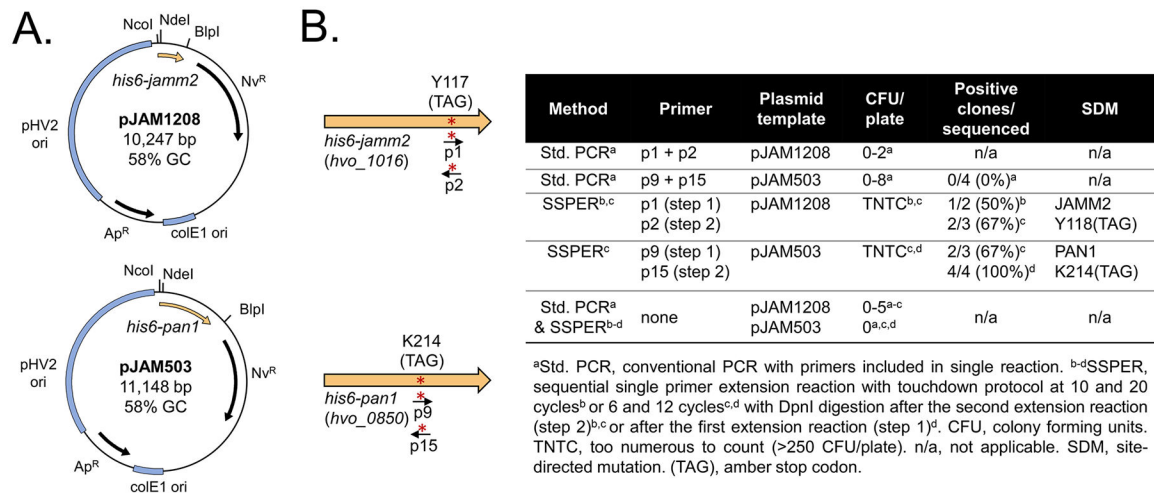 A.
NcoI NdeI
BlpI
his6-jamm2
NvR
pJAM1208
10,247 bp
58% GC
pHV2
ori
ApR
colE1 ori
NcoI NdeI
BlpI
his6-pan1
pHV2
ori
pJAM503
11,148 bp
58% GC
NvR
ApR
colE1 ori
B.
Y117
(TAG)
*
his6-jamm2
(hvo_1016)
*
p1
*
p2
K214
(TAG)
*
his6-pan1
(hvo_0850)
*
p9
*
p15
Method Primer Plasmid template CFU/ plate Positive clones/ sequenced SDM
Std. PCRa p1 + p2 pJAM1208 0-2a n/a n/a
Std. PCRa p9 + p15 pJAM503 0-8a 0/4 (0%)a n/a
SSPERb,c p1 (step 1) pJAM1208 TNTCb,c 1/2 (50%)b JAMM2
p2 (step 2) 2/3 (67%)c Y118(TAG)
SSPERc p9 (step 1) pJAM503 TNTCc,d 2/3 (67%)c PAN1
p15 (step 2) 4/4 (100%)d K214(TAG)
Std. PCRa & SSPERb-d none pJAM1208 0-5a-c n/a n/a
pJAM503 0a,c,d
aStd. PCR, conventional PCR with primers included in single reaction. b-dSSPER,
sequential single primer extension reaction with touchdown protocol at 10 and 20
cyclesb or 6 and 12 cyclesc,d with DpnI digestion after the second extension reaction
(step 2)b,c or after the first extension reaction (step 1)d. CFU, colony forming units.
TNTC, too numerous to count (>250 CFU/plate). n/a, not applicable. SDM, site-
directed mutation. (TAG), amber stop codon.